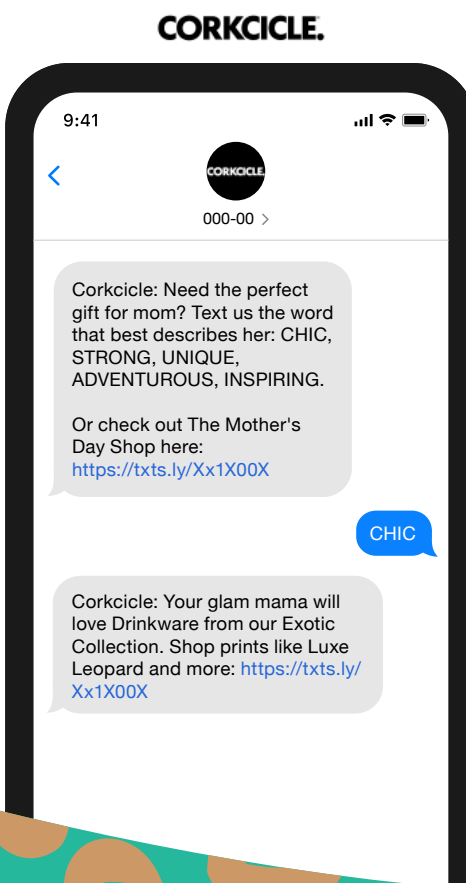 CORKCICLE.
9:41
CORKCICLE.
000-00
Corkcicle: Need the perfect
gift for mom? Text us the word
that best describes her: CHIC,
STRONG, UNIQUE,
ADVENTUROUS, INSPIRING.
Or check out The Mother's
Day Shop here:
https://txts.ly/Xx1X00X
CHIC
Corkcicle: Your glam mama will
love Drinkware from our Exotic
Collection. Shop prints like Luxe
Leopard and more: https://txts.ly/
Xx1X00X